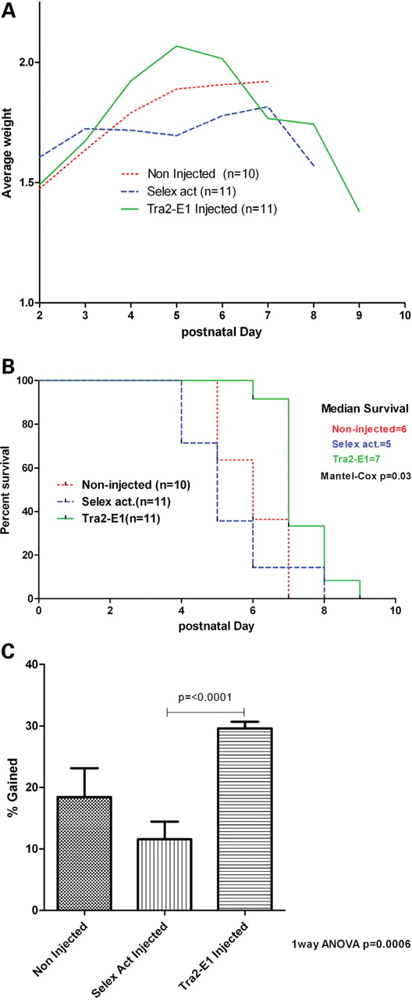 A
Average weight
2.0
1.5
1.0
Non Injected (n=10)
Selex act (n=11)
Tra2-E1 Injected (n=11)
2 3 4 5 6 7 8 9 10
postnatal Day
B
Percent survival
100
80
60
40
20
0
Median Survival
Non-injected=6
Selex act.=5
Tra2-E1=7
Mantel-Cox p=0.03
Non-injected (n=10)
Selex act.(n=11)
Tra2-E1(n=11)
0 2 4 6 8 10
postnatal Day
C
% Gained
40
30
20
10
0
p=<0.0001
Non Injected
Selex Act Injected
Tra2-E1 Injected
1way ANOVA p=0.0006